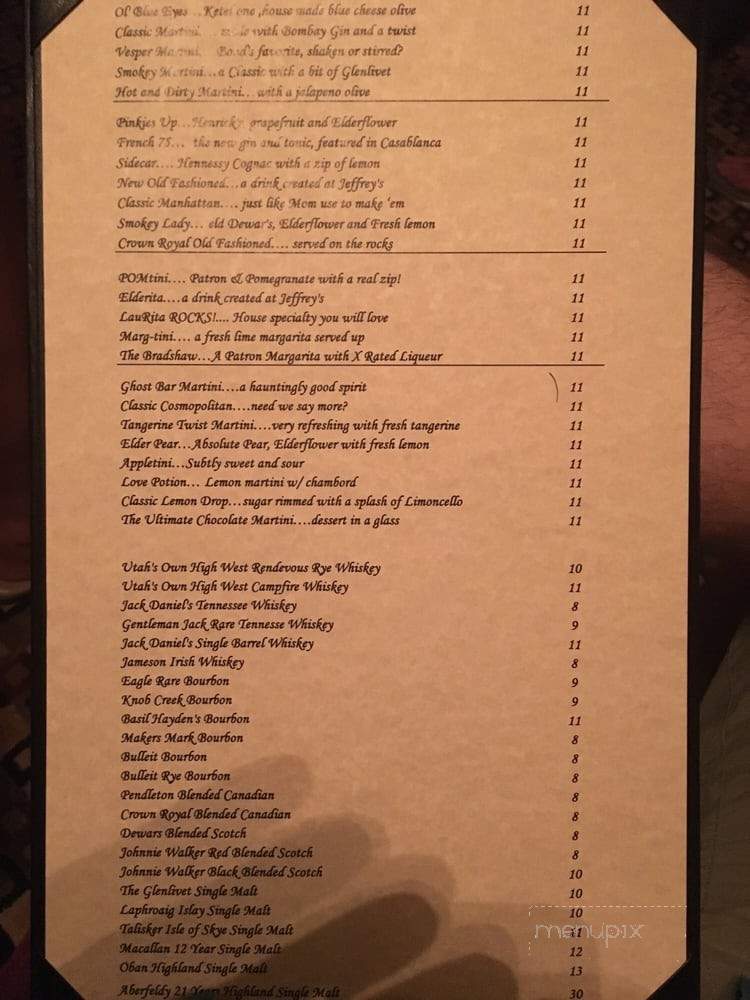 Ol' Blue Eyes...Ketel one, house made blue cheese olive 11
Classic Martini... with Bombay Gin and a twist 11
Vesper Martini... Bond's favorite, shaken or stirred? 11
Smokey Martini...a Classic with a bit of Glenlivet 11
Hot and Dirty Martini...with a jalapeno olive 11
Pinkies Up...Henricks grapefruit and Elderflower 11
French 75... the new gin and tonic, featured in Casablanca 11
Sidecar.... Hennessy Cognac with a zip of lemon 11
New Old Fashioned...a drink created at Jeffrey's 11
Classic Manhattan.... just like Mom use to make 'em 11
Smokey Lady... eld Dewar's, Elderflower and Fresh lemon 11
Crown Royal Old Fashioned.... served on the rocks 11
POMtini.... Patron & Pomegranate with a real zip! 11
Elderita....a drink created at Jeffrey's 11
LauRita ROCKS!.... House specialty you will love 11
Marg-tini.... a fresh lime margarita served up 11
The Bradshaw...A Patron Margarita with X Rated Liqueur 11
Ghost Bar Martini....a hauntingly good spirit 11
Classic Cosmopolitan....need we say more? 11
Tangerine Twist Martini....very refreshing with fresh tangerine 11
Elder Pear...Absolute Pear, Elderflower with fresh lemon 11
Appletini...Subtly sweet and sour 11
Love Potion... Lemon martini w/ chambord 11
Classic Lemon Drop...sugar rimmed with a splash of Limoncello 11
The Ultimate Chocolate Martini....dessert in a glass 11
Utah's Own High West Rendevous Rye Whiskey 10
Utah's Own High West Campfire Whiskey 11
Jack Daniel's Tennessee Whiskey 8
Gentleman Jack Rare Tennesse Whiskey 9
Jack Daniel's Single Barrel Whiskey 11
Jameson Irish Whiskey 8
Eagle Rare Bourbon 9
Knob Creek Bourbon 9
Basil Hayden's Bourbon 11
Makers Mark Bourbon 8
Bulleit Bourbon 8
Bulleit Rye Bourbon 8
Pendleton Blended Canadian 8
Crown Royal Blended Canadian 8
Dewars Blended Scotch 8
Johnnie Walker Red Blended Scotch 8
Johnnie Walker Black Blended Scotch 10
The Glenlivet Single Malt 10
Laphroaig Islay Single Malt 10
Talisker Isle of Skye Single Malt 11
menupix
Macallan 12 Year Single Malt 12
Oban Highland Single Malt 13
Aberfeldy 21 Years Highland Single Malt 30